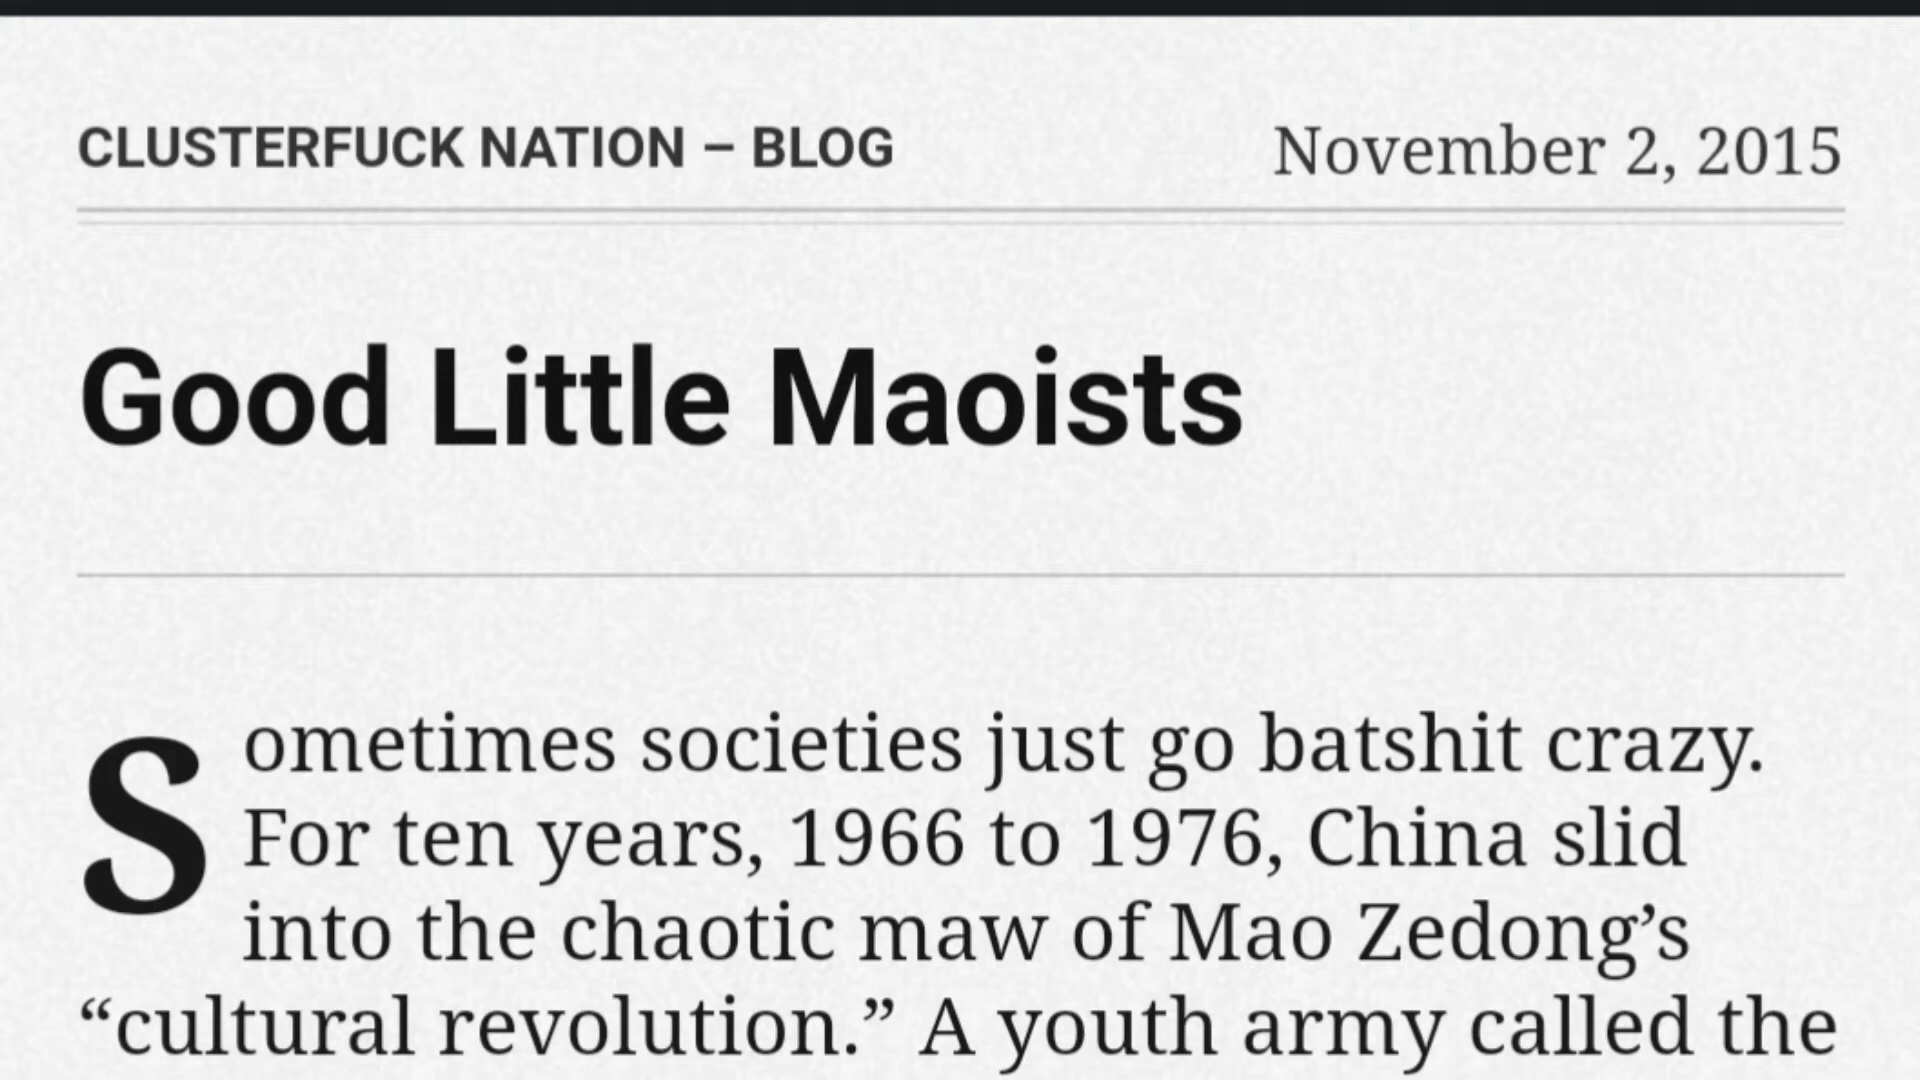 CLUSTERFUCK NATION – BLOG
November 2, 2015
Good Little Maoists
Sometimes societies just go batshit crazy.
For ten years, 1966 to 1976, China slid
into the chaotic maw of Mao Zedong’s
“cultural revolution.” A youth army called the